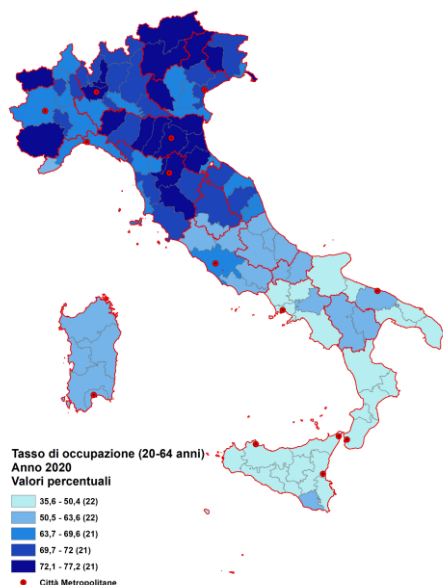 Tasso di occupazione (20-64 anni)
Anno 2020
Valori percentuali
35,6 - 50,4 (22)
50,5 - 63,6 (22)
63,7 - 69,6 (21)
69,7 - 72 (21)
72,1 - 77,2 (21)
Città Metropolitane